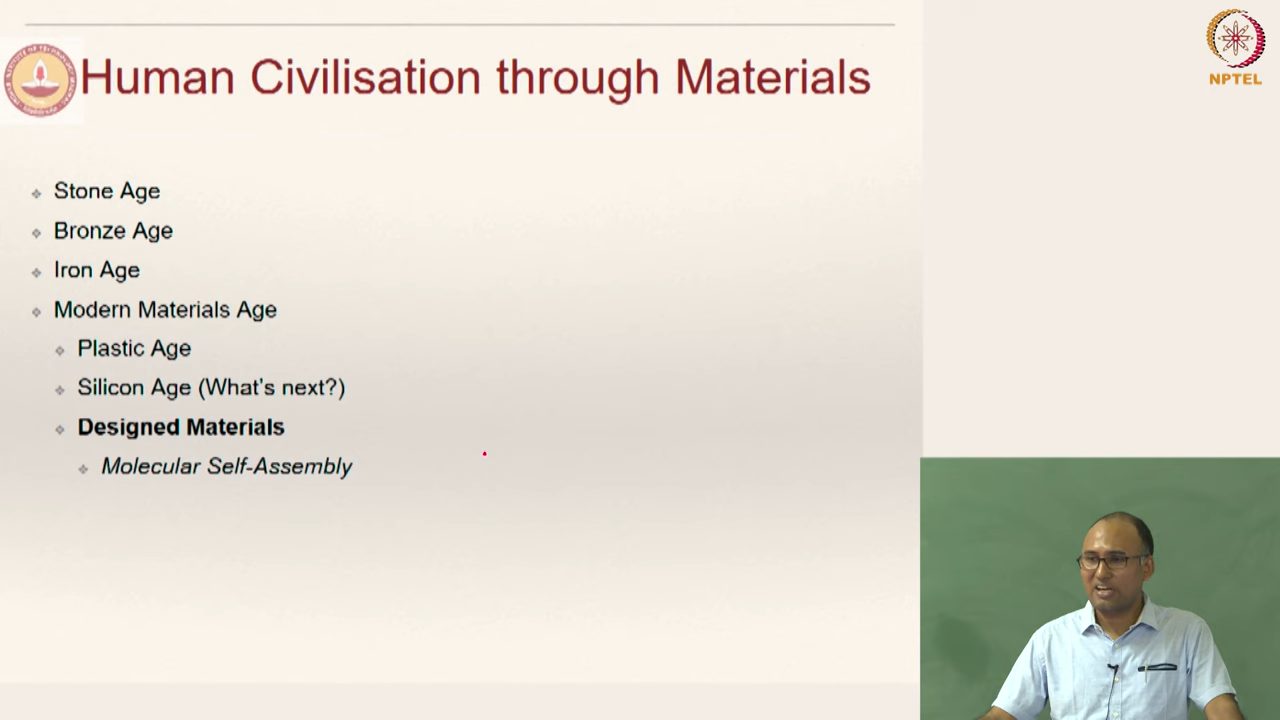 Human Civilisation through Materials
NPTEL
Stone Age
Bronze Age
Iron Age
Modern Materials Age
Plastic Age
Silicon Age (What's next?)
Designed Materials
Molecular Self-Assembly